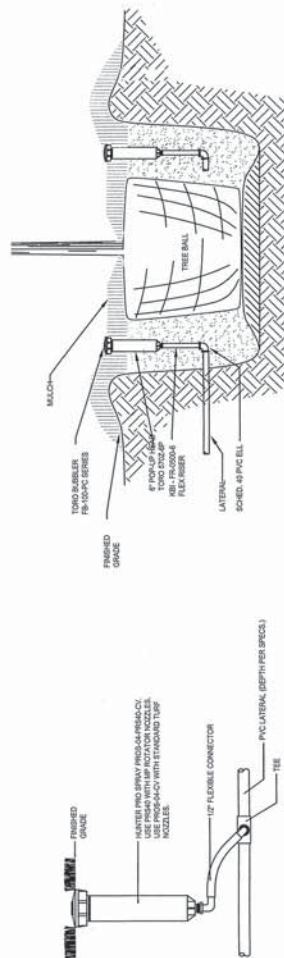 MULCH
TORO BUBBLER
FB-100-PC SERIES
FINISHED
GRADE
6" POP-UP HEAD
TORO 570Z-6P
KBI - FR-0500-6
FLEX RISER
TREE BALL
LATERAL
SCHED. 40 PVC ELL
FINISHED
GRADE
HUNTER PRO SPRAY PROS-04-PRS40-CV.
USE PRS40 WITH MP ROTATOR NOZZLES.
USE PROS-04-CV WITH STANDARD TURF
NOZZLES.
1/2" FLEXIBLE CONNECTOR
PVC LATERAL (DEPTH PER SPECS.)
TEE